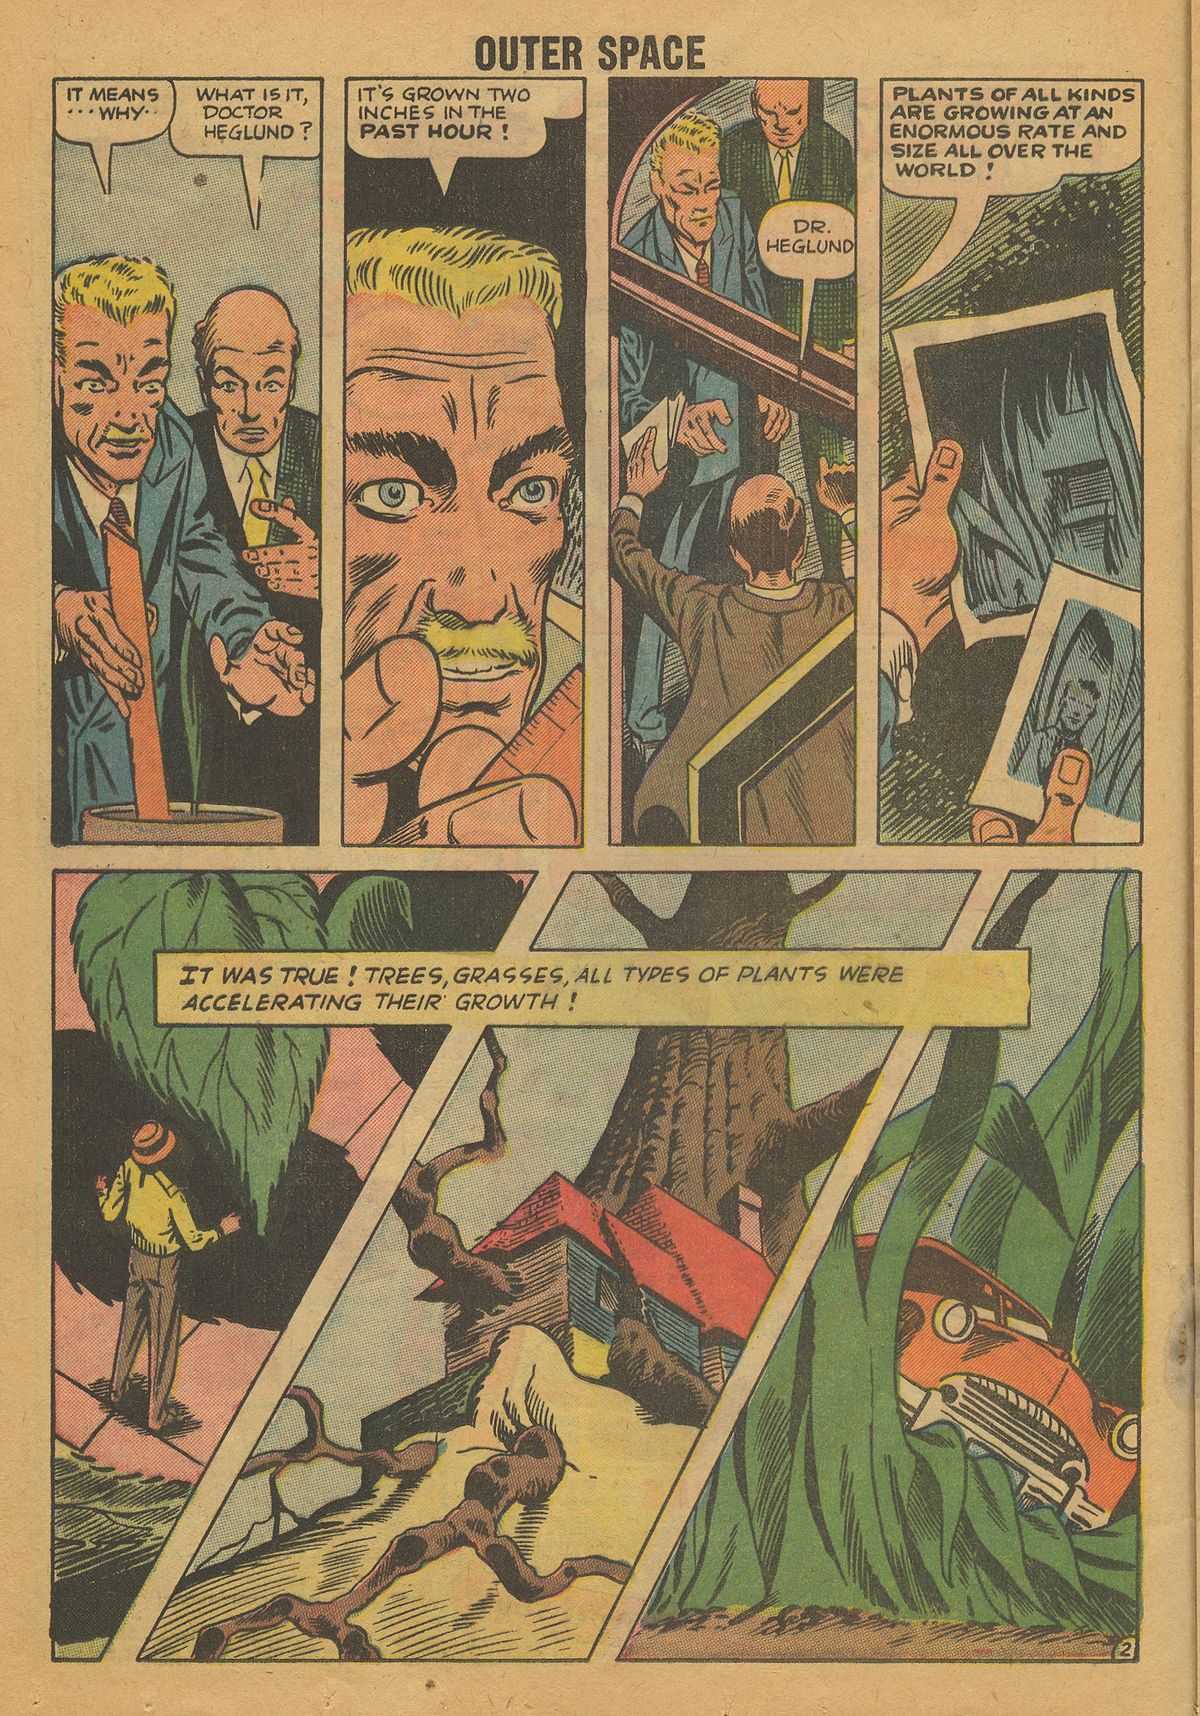 OUTER SPACE
IT MEANS
···WHY··
WHAT IS IT,
DOCTOR
HEGLUND?
IT'S GROWN TWO
INCHES IN THE
PAST HOUR!
DR.
HEGLUND
PLANTS OF ALL KINDS
ARE GROWING AT AN
ENORMOUS RATE AND
SIZE ALL OVER THE
WORLD!
IT WAS TRUE! TREES, GRASSES, ALL TYPES OF PLANTS WERE
ACCELERATING THEIR GROWTH!
2